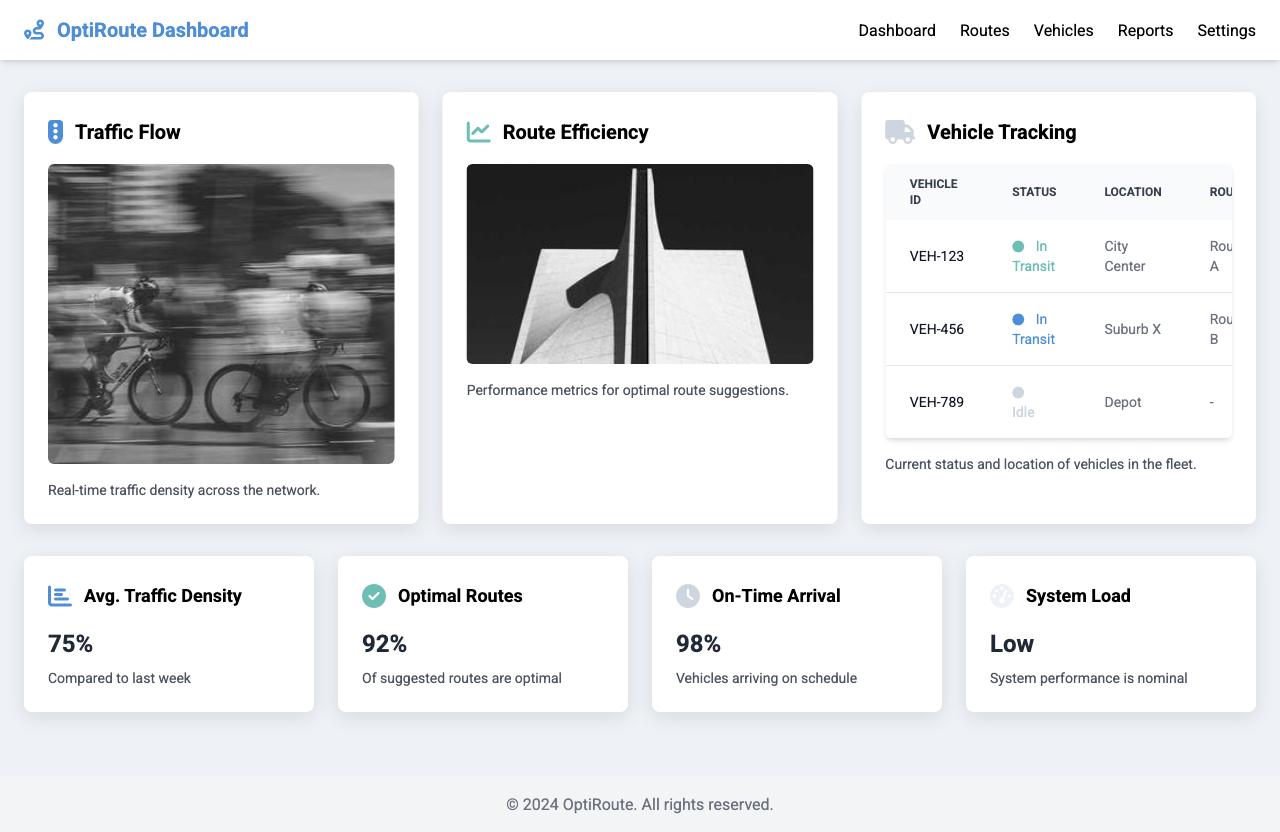 OptiRoute Dashboard
Dashboard Routes Vehicles Reports Settings
Traffic Flow
Real-time traffic density across the network.
Route Efficiency
Performance metrics for optimal route suggestions.
Vehicle Tracking
VEHICLE ID STATUS LOCATION ROU
VEH-123 In Transit City Center Rou A
VEH-456 In Transit Suburb X Rou B
VEH-789 Idle Depot -
Current status and location of vehicles in the fleet.
Avg. Traffic Density
75%
Compared to last week
Optimal Routes
92%
Of suggested routes are optimal
On-Time Arrival
98%
Vehicles arriving on schedule
System Load
Low
System performance is nominal
© 2024 OptiRoute. All rights reserved.